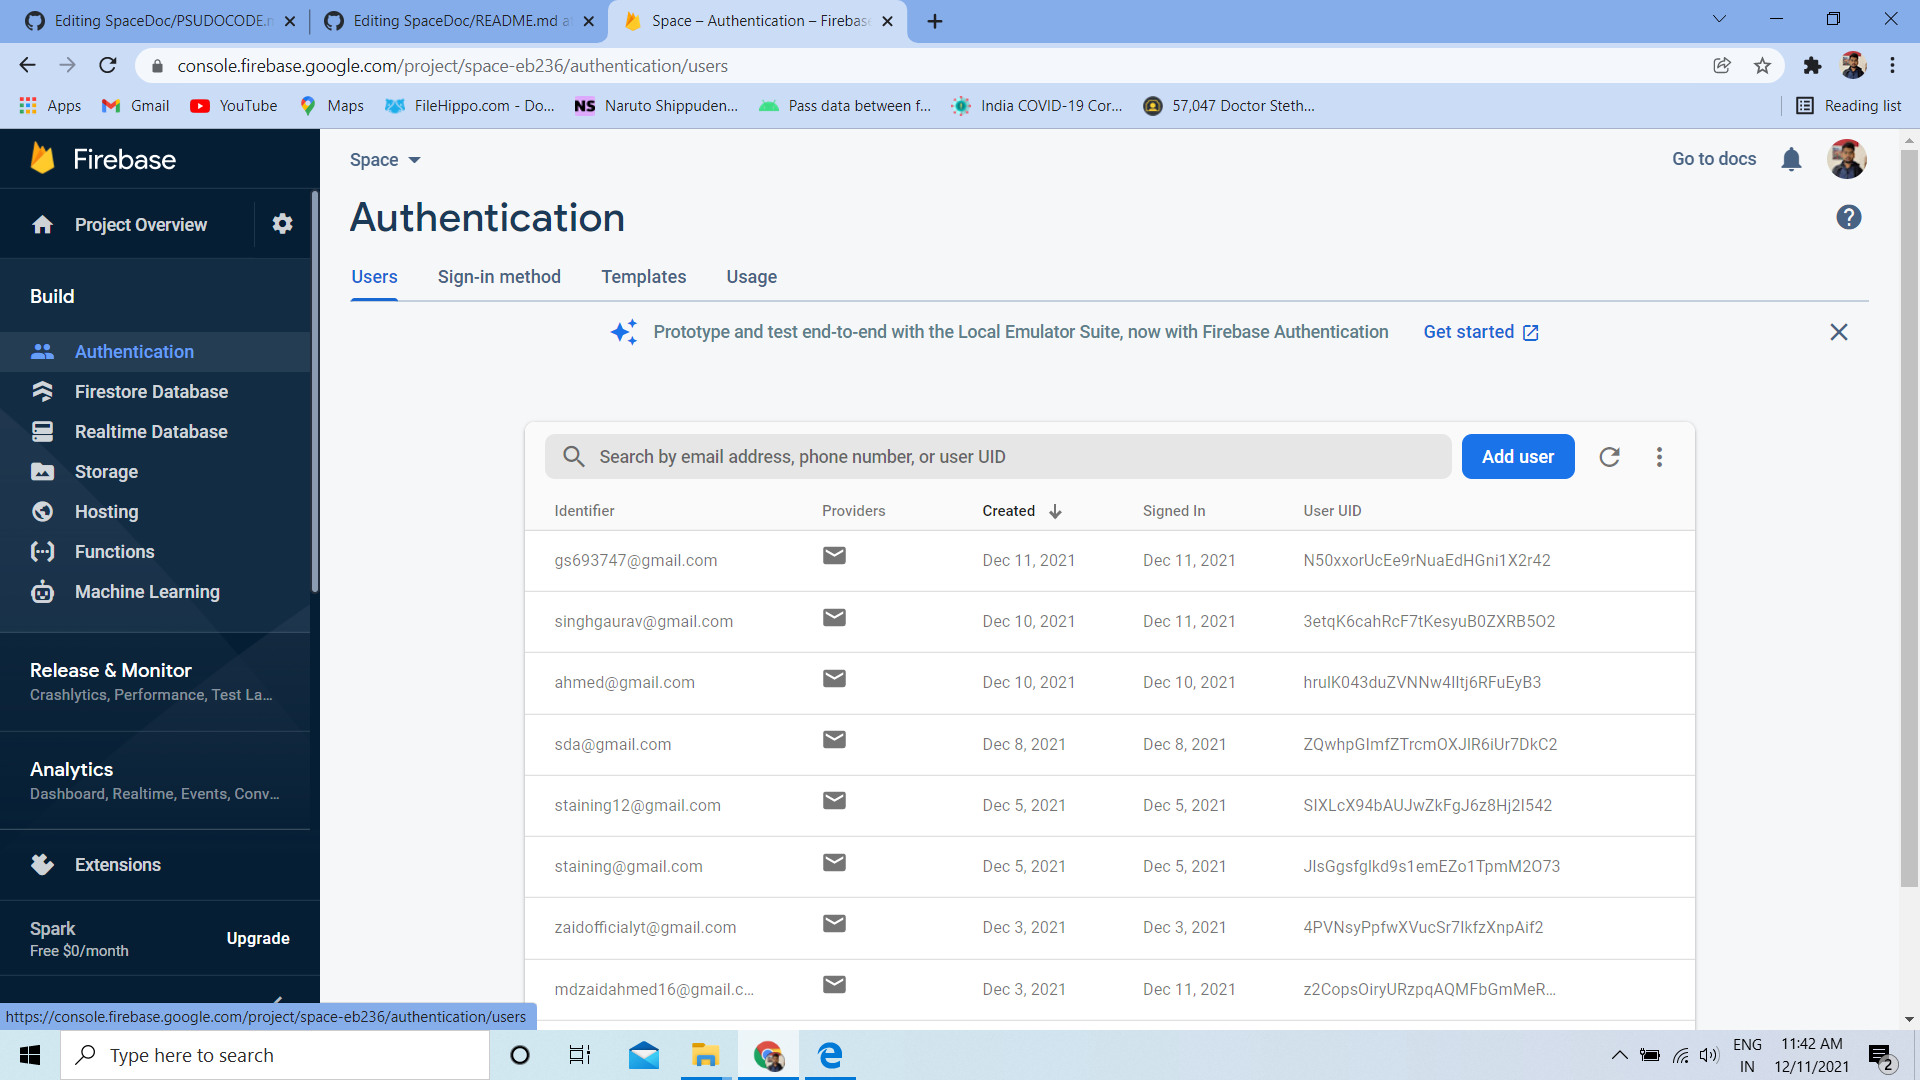 Editing SpaceDoc/PSUDOCODE.m
Editing SpaceDoc/README.md a
Space – Authentication – Firebase
console.firebase.google.com/project/space-eb236/authentication/users
Apps
Gmail
YouTube
Maps
FileHippo.com - Do...
NS Naruto Shippuden...
Pass data between f...
India COVID-19 Cor...
57,047 Doctor Steth...
Reading list
Firebase
Space
Go to docs
Project Overview
Authentication
Users
Sign-in method
Templates
Usage
Build
Prototype and test end-to-end with the Local Emulator Suite, now with Firebase Authentication
Get started
Authentication
Firestore Database
Realtime Database
Storage
Hosting
Functions
Machine Learning
Release & Monitor
Crashlytics, Performance, Test La...
Analytics
Dashboard, Realtime, Events, Conv...
Extensions
Spark
Free $0/month
Upgrade
Search by email address, phone number, or user UID
Add user
Identifier Providers Created Signed In User UID
gs693747@gmail.com Dec 11, 2021 Dec 11, 2021 N50xxorUcEe9rNuaEdHGni1X2r42
singhgaurav@gmail.com Dec 10, 2021 Dec 11, 2021 3etqK6cahRcF7tKesyuB0ZXRB5O2
ahmed@gmail.com Dec 10, 2021 Dec 10, 2021
sda@gmail.com Dec 8, 2021 Dec 8, 2021
staining12@gmail.com Dec 5, 2021 Dec 5, 2021
staining@gmail.com Dec 5, 2021 Dec 5, 2021
zaidofficialyt@gmail.com Dec 3, 2021 Dec 3, 2021
mdzaidahmed16@gmail.c... Dec 3, 2021 Dec 11, 2021 z2CopsOiryURzpqAQMFbGmMeR...
https://console.firebase.google.com/project/space-eb236/authentication/users
Type here to search
ENG
IN
11:42 AM
12/11/2021
2